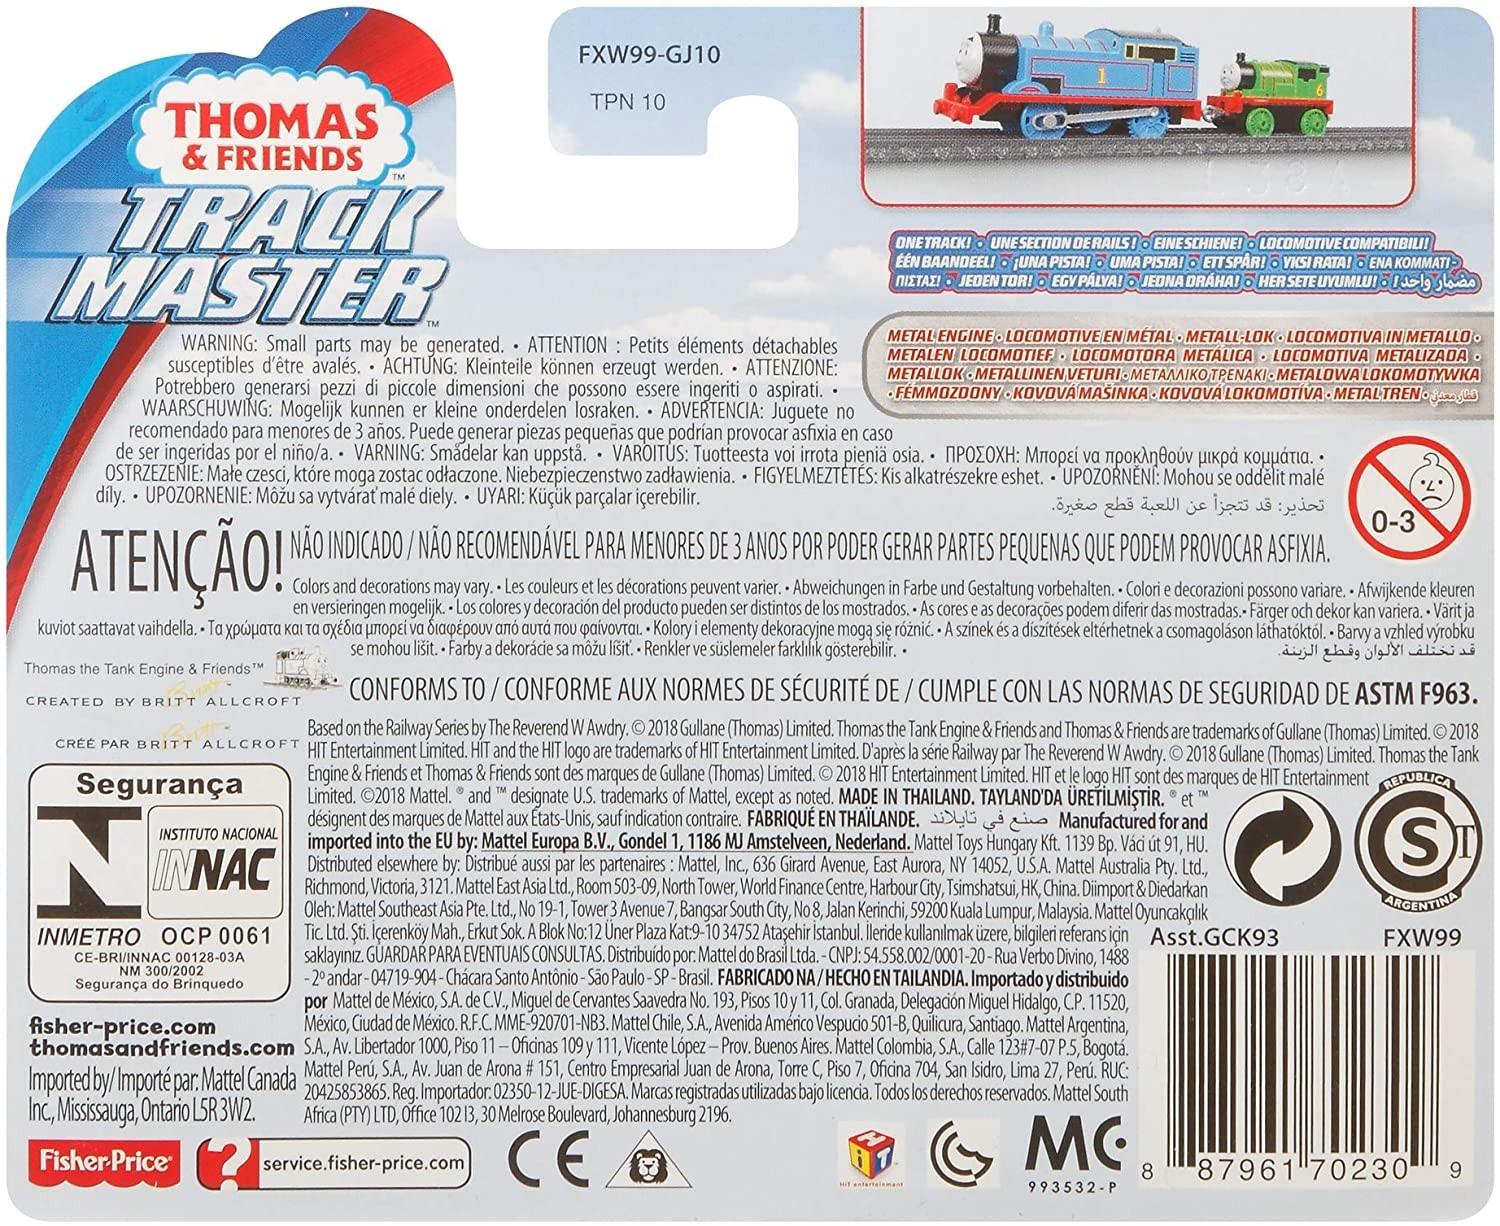 THOMAS
& FRIENDS™
TRACK
MASTER™
FXW99-GJ10
TPN 10
1
6
ONE TRACK! • UNE SECTION DE RAILS ! • EINE SCHIENE! • LOCOMOTIVE COMPATIBILI!
ÉÉN BAANDEEL! • ¡UNA PISTA! • UMA PISTA! • ETT SPÅR! • YKSI RATA! • ΕΝΑ ΚΟΜΜΑΤΙ -
ΠΙΣΤΑΣ! • JEDEN TOR! • EGY PÁLYA! • JEDNA DRÁHA! • HER SETE UYUMLU! • مضمار واحد!
METAL ENGINE • LOCOMOTIVE EN MÉTAL • METALL-LOK • LOCOMOTIVA IN METALLO •
METALEN LOCOMOTIEF • LOCOMOTORA METÁLICA • LOCOMOTIVA METALIZADA •
METALLOK • METALLINEN VETURI • ΜΕΤΑΛΛΙΚΟ ΤΡΕΝΑΚΙ • METALOWA LOKOMOTYWKA
• FÉMMOZDONY • KOVOVÁ MAŠINKA • KOVOVÁ LOKOMOTÍVA • METAL TREN • قطار معدني
WARNING: Small parts may be generated. • ATTENTION : Petits éléments détachables
susceptibles d'être avalés. • ACHTUNG: Kleinteile können erzeugt werden. • ATTENZIONE:
Potrebbero generarsi pezzi di piccole dimensioni che possono essere ingeriti o aspirati. •
WAARSCHUWING: Mogelijk kunnen er kleine onderdelen losraken. • ADVERTENCIA: Juguete no
recomendado para menores de 3 años. Puede generar piezas pequeñas que podrían provocar asfixia en caso
de ser ingeridas por el niño/a. • VARNING: Smådelar kan uppstå. • VAROITUS: Tuotteesta voi irrota pieniä osia. • ΠΡΟΣΟΧΗ: Μπορεί να προκληθούν μικρά κομμάτια. •
OSTRZEZENIE: Małe czesci, które moga zostac odłaczone. Niebezpieczenstwo zadławienia. • FIGYELMEZTETÉS: Kis alkatrészekre eshet. • UPOZORNĚNÍ: Mohou se oddělit malé
díly. • UPOZORNENIE: Môžu sa vytvárať malé diely. • UYARI: Küçük parçalar içerebilir.
تحذير: قد تتجزأ عن اللعبة قطع صغيرة.
0-3
ATENÇÃO! NÃO INDICADO / NÃO RECOMENDÁVEL PARA MENORES DE 3 ANOS POR PODER GERAR PARTES PEQUENAS QUE PODEM PROVOCAR ASFIXIA.
Colors and decorations may vary. • Les couleurs et les décorations peuvent varier. • Abweichungen in Farbe und Gestaltung vorbehalten. • Colori e decorazioni possono variare. • Afwijkende kleuren
en versieringen mogelijk. • Los colores y decoración del producto pueden ser distintos de los mostrados. • As cores e as decorações podem diferir das mostradas.• Färger och dekor kan variera. • Värit ja
kuviot saattavat vaihdella. • Τα χρώματα και τα σχέδια μπορεί να διαφέρουν από αυτά που φαίνονται. • Kolory i elementy dekoracyjne mogą się różnić. • A színek és a díszítések eltérhetnek a csomagoláson láthatóktól. • Barvy a vzhled výrobku
se mohou lišit. • Farby a dekorácie sa môžu líšiť. • Renkler ve süslemeler farklılık gösterebilir. •
قد تختلف الألوان وقطع الزينة.
Thomas the Tank Engine & Friends™
CREATED BY BRITT ALLCROFT
CRÉÉ PAR BRITT ALLCROFT
CONFORMS TO / CONFORME AUX NORMES DE SÉCURITÉ DE / CUMPLE CON LAS NORMAS DE SEGURIDAD DE ASTM F963.
Based on the Railway Series by The Reverend W Awdry. © 2018 Gullane (Thomas) Limited. Thomas the Tank Engine & Friends and Thomas & Friends are trademarks of Gullane (Thomas) Limited. © 2018
HIT Entertainment Limited. HIT and the HIT logo are trademarks of HIT Entertainment Limited. D'après la série Railway par The Reverend W Awdry. © 2018 Gullane (Thomas) Limited. Thomas the Tank
Engine & Friends et Thomas & Friends sont des marques de Gullane (Thomas) Limited. © 2018 HIT Entertainment Limited. HIT et le logo HIT sont des marques de HIT Entertainment
Limited. ©2018 Mattel. ® and ™ designate U.S. trademarks of Mattel, except as noted. MADE IN THAILAND. TAYLAND'DA ÜRETİLMİŞTİR. ® et ™
désignent des marques de Mattel aux États-Unis, sauf indication contraire. FABRIQUÉ EN THAÏLANDE. صنع في تايلاند Manufactured for and
imported into the EU by: Mattel Europa B.V., Gondel 1, 1186 MJ Amstelveen, Nederland. Mattel Toys Hungary Kft. 1139 Bp. Váci út 91, HU.
Distributed elsewhere by: Distribué aussi par les partenaires : Mattel, Inc., 636 Girard Avenue, East Aurora, NY 14052, U.S.A. Mattel Australia Pty. Ltd.,
Richmond, Victoria, 3121. Mattel East Asia Ltd., Room 503-09, North Tower, World Finance Centre, Harbour City, Tsimshatsui, HK, China. Diimport & Diedarkan
Oleh: Mattel Southeast Asia Pte. Ltd., No 19-1, Tower 3 Avenue 7, Bangsar South City, No 8, Jalan Kerinchi, 59200 Kuala Lumpur, Malaysia. Mattel Oyuncakçılık
Tic. Ltd. Şti. İçerenköy Mah., Erkut Sok. A Blok No:12 Üner Plaza Kat:9-10 34752 Ataşehir İstanbul. İleride kullanılmak üzere, bilgileri referans için
saklayınız. GUARDAR PARA EVENTUAIS CONSULTAS. Distribuído por: Mattel do Brasil Ltda. - CNPJ: 54.558.002/0001-20 - Rua Verbo Divino, 1488
- 2º andar - 04719-904 - Chácara Santo Antônio - São Paulo - SP - Brasil. FABRICADO NA / HECHO EN TAILANDIA. Importado y distribuido
por Mattel de México, S.A. de C.V., Miguel de Cervantes Saavedra No. 193, Pisos 10 y 11, Col. Granada, Delegación Miguel Hidalgo, C.P. 11520,
México, Ciudad de México. R.F.C. MME-920701-NB3. Mattel Chile, S.A., Avenida Américo Vespucio 501-B, Quilicura, Santiago. Mattel Argentina,
S.A., Av. Libertador 1000, Piso 11 – Oficinas 109 y 111, Vicente López – Prov. Buenos Aires. Mattel Colombia, S.A., Calle 123#7-07 P.5, Bogotá.
Mattel Perú, S.A., Av. Juan de Arona # 151, Centro Empresarial Juan de Arona, Torre C, Piso 7, Oficina 704, San Isidro, Lima 27, Perú. RUC:
20425853865. Reg. Importador: 02350-12-JUE-DIGESA. Marcas registradas utilizadas bajo licencia. Todos los derechos reservados. Mattel South
Africa (PTY) LTD, Office 102 I3, 30 Melrose Boulevard, Johannesburg 2196.
Segurança
INSTITUTO NACIONAL
INNAC
INMETRO OCP 0061
CE-BRI/INNAC 00128-03A
NM 300/2002
Segurança do Brinquedo
fisher-price.com
thomasandfriends.com
Imported by/ Importé par: Mattel Canada
Inc., Mississauga, Ontario L5R 3W2.
Fisher-Price
? service.fisher-price.com
CE
HiT
HiT entertainment
MC
993532-P
REPUBLICA
S T
ARGENTINA
Asst.GCK93
FXW99
8 87961 70230 9